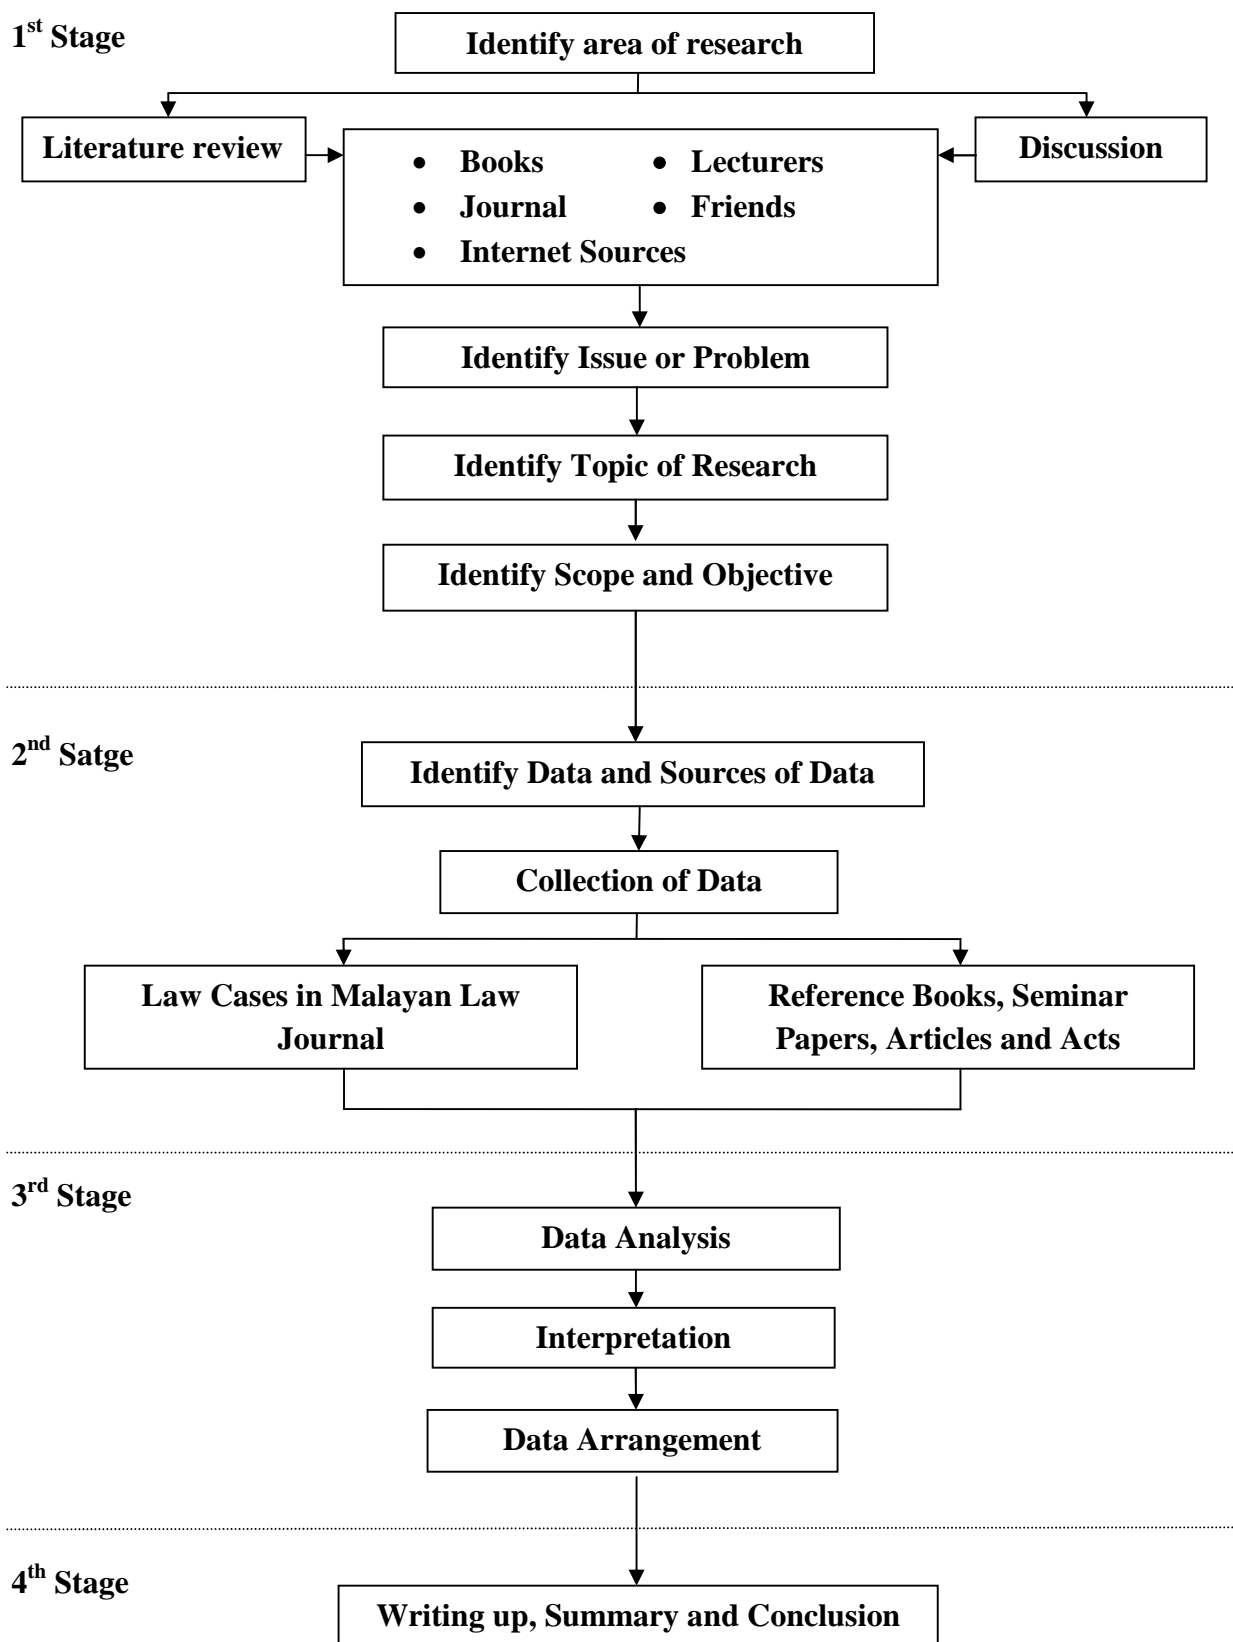 1st Stage
Identify area of research
Literature review
Discussion
• Books
• Journal
• Internet Sources
• Lecturers
• Friends
Identify Issue or Problem
Identify Topic of Research
Identify Scope and Objective
2nd Satge
Identify Data and Sources of Data
Collection of Data
Law Cases in Malayan Law
Journal
Reference Books, Seminar
Papers, Articles and Acts
3rd Stage
Data Analysis
Interpretation
Data Arrangement
4th Stage
Writing up, Summary and Conclusion